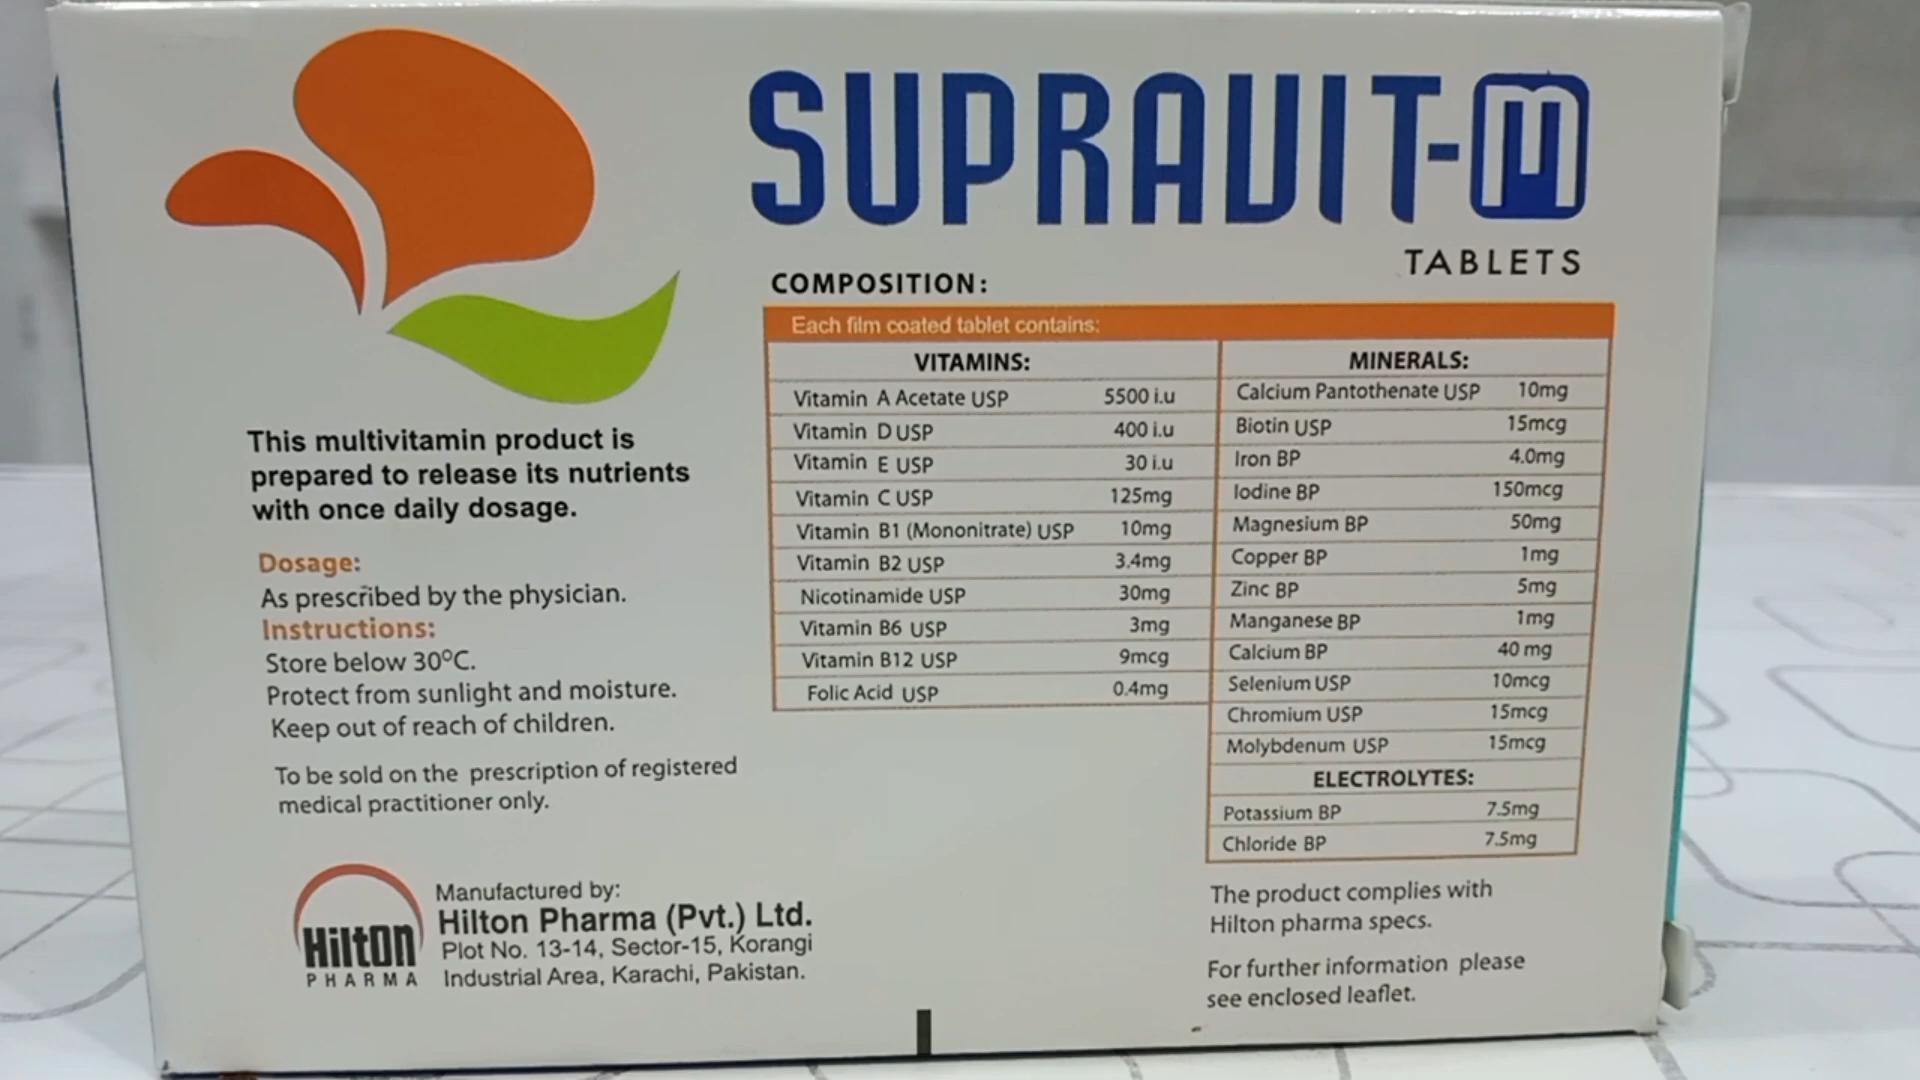 SUPRAVIT-M
TABLETS
This multivitamin product is
prepared to release its nutrients
with once daily dosage.
Dosage:
As prescribed by the physician.
Instructions:
Store below 30°C.
Protect from sunlight and moisture.
Keep out of reach of children.
To be sold on the prescription of registered
medical practitioner only.
Hilton
PHARMA
Manufactured by:
Hilton Pharma (Pvt.) Ltd.
Plot No. 13-14, Sector-15, Korangi
Industrial Area, Karachi, Pakistan.
COMPOSITION:
Each film coated tablet contains:
VITAMINS:
Vitamin A Acetate USP 5500 i.u
Vitamin D USP 400 i.u
Vitamin E USP 30 i.u
Vitamin C USP 125mg
Vitamin B1 (Mononitrate) USP 10mg
Vitamin B2 USP 3.4mg
Nicotinamide USP 30mg
Vitamin B6 USP 3mg
Vitamin B12 USP 9mcg
Folic Acid USP 0.4mg
MINERALS:
Calcium Pantothenate USP 10mg
Biotin USP 15mcg
Iron BP 4.0mg
Iodine BP 150mcg
Magnesium BP 50mg
Copper BP 1mg
Zinc BP 5mg
Manganese BP 1mg
Calcium BP 40 mg
Selenium USP 10mcg
Chromium USP 15mcg
Molybdenum USP 15mcg
ELECTROLYTES:
Potassium BP 7.5mg
Chloride BP 7.5mg
The product complies with
Hilton pharma specs.
For further information please
see enclosed leaflet.